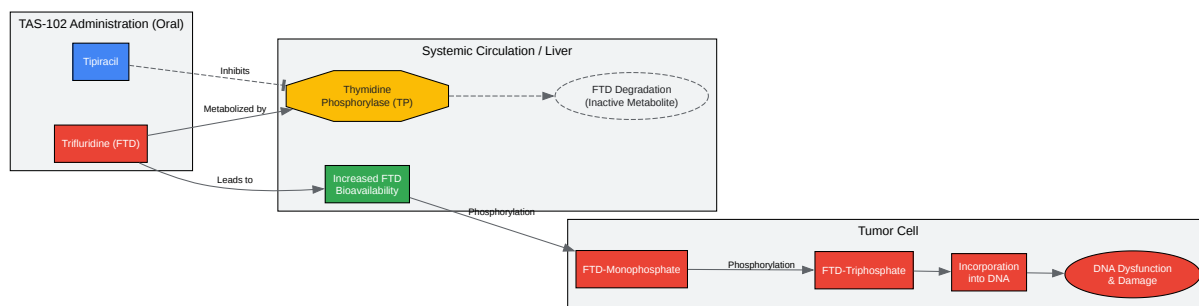 TAS-102 Administration (Oral)
Tipiracil
Inhibits
Metabolized by
Trifluridine (FTD)
Leads to
Systemic Circulation / Liver
Thymidine
Phosphorylase (TP)
FTD Degradation
(Inactive Metabolite)
Increased FTD
Bioavailability
Phosphorylation
Tumor Cell
FTD-Monophosphate
Phosphorylation
FTD-Triphosphate
Incorporation
into DNA
DNA Dysfunction
& Damage